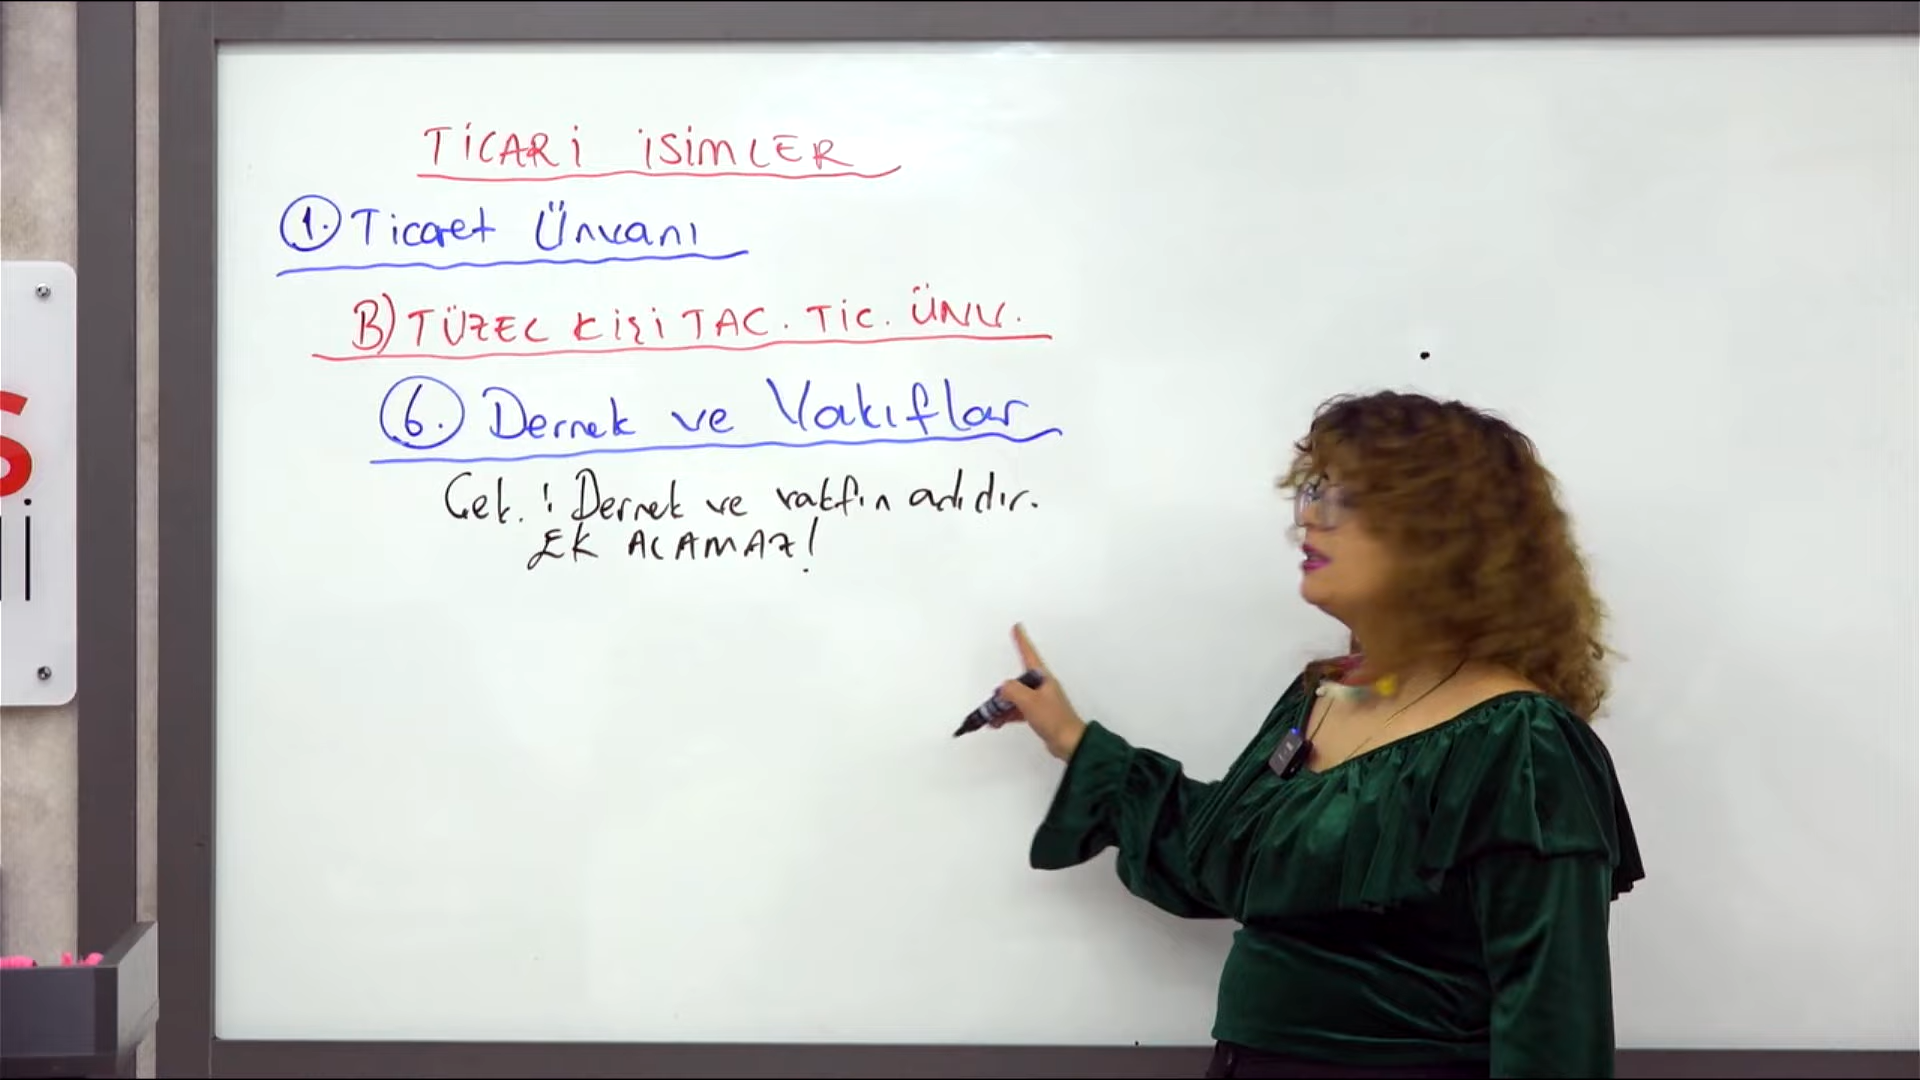 TİCARİ İSİMLER
1. Ticaret Ünvanı
B) TÜZEL KİŞİ TAC. TİC. ÜNV.
6. Dernek ve Vakıflar
Çek. : Dernek ve vakfın adıdır.
EK ALAMAZ!
S
i